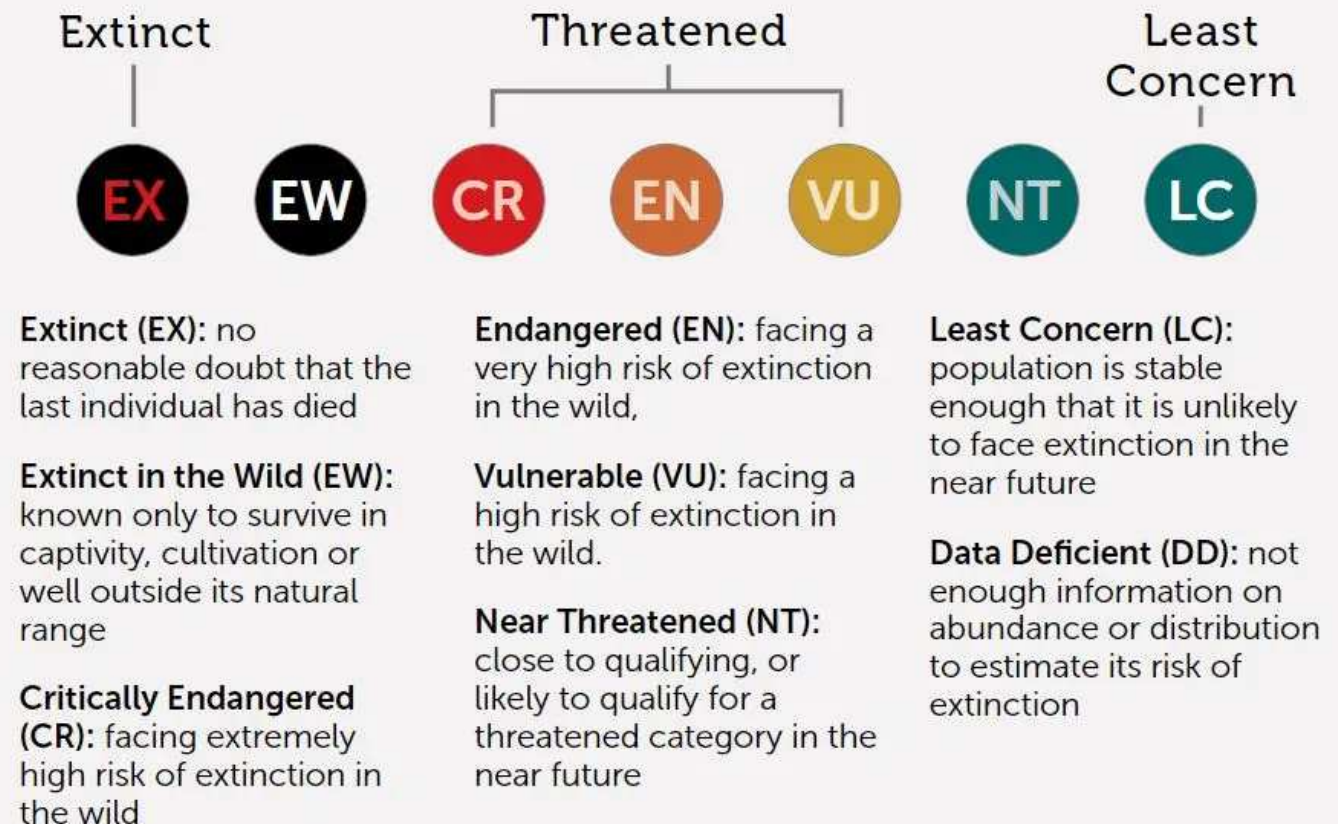 Extinct
Threatened
Least
Concern
EX
EW
CR
EN
VU
NT
LC
Extinct (EX): no
reasonable doubt that the
last individual has died
Extinct in the Wild (EW):
known only to survive in
captivity, cultivation or
well outside its natural
range
Critically Endangered
(CR): facing extremely
high risk of extinction in
the wild
Endangered (EN): facing a
very high risk of extinction
in the wild,
Vulnerable (VU): facing a
high risk of extinction in
the wild.
Near Threatened (NT):
close to qualifying, or
likely to qualify for a
threatened category in the
near future
Least Concern (LC):
population is stable
enough that it is unlikely
to face extinction in the
near future
Data Deficient (DD): not
enough information on
abundance or distribution
to estimate its risk of
extinction